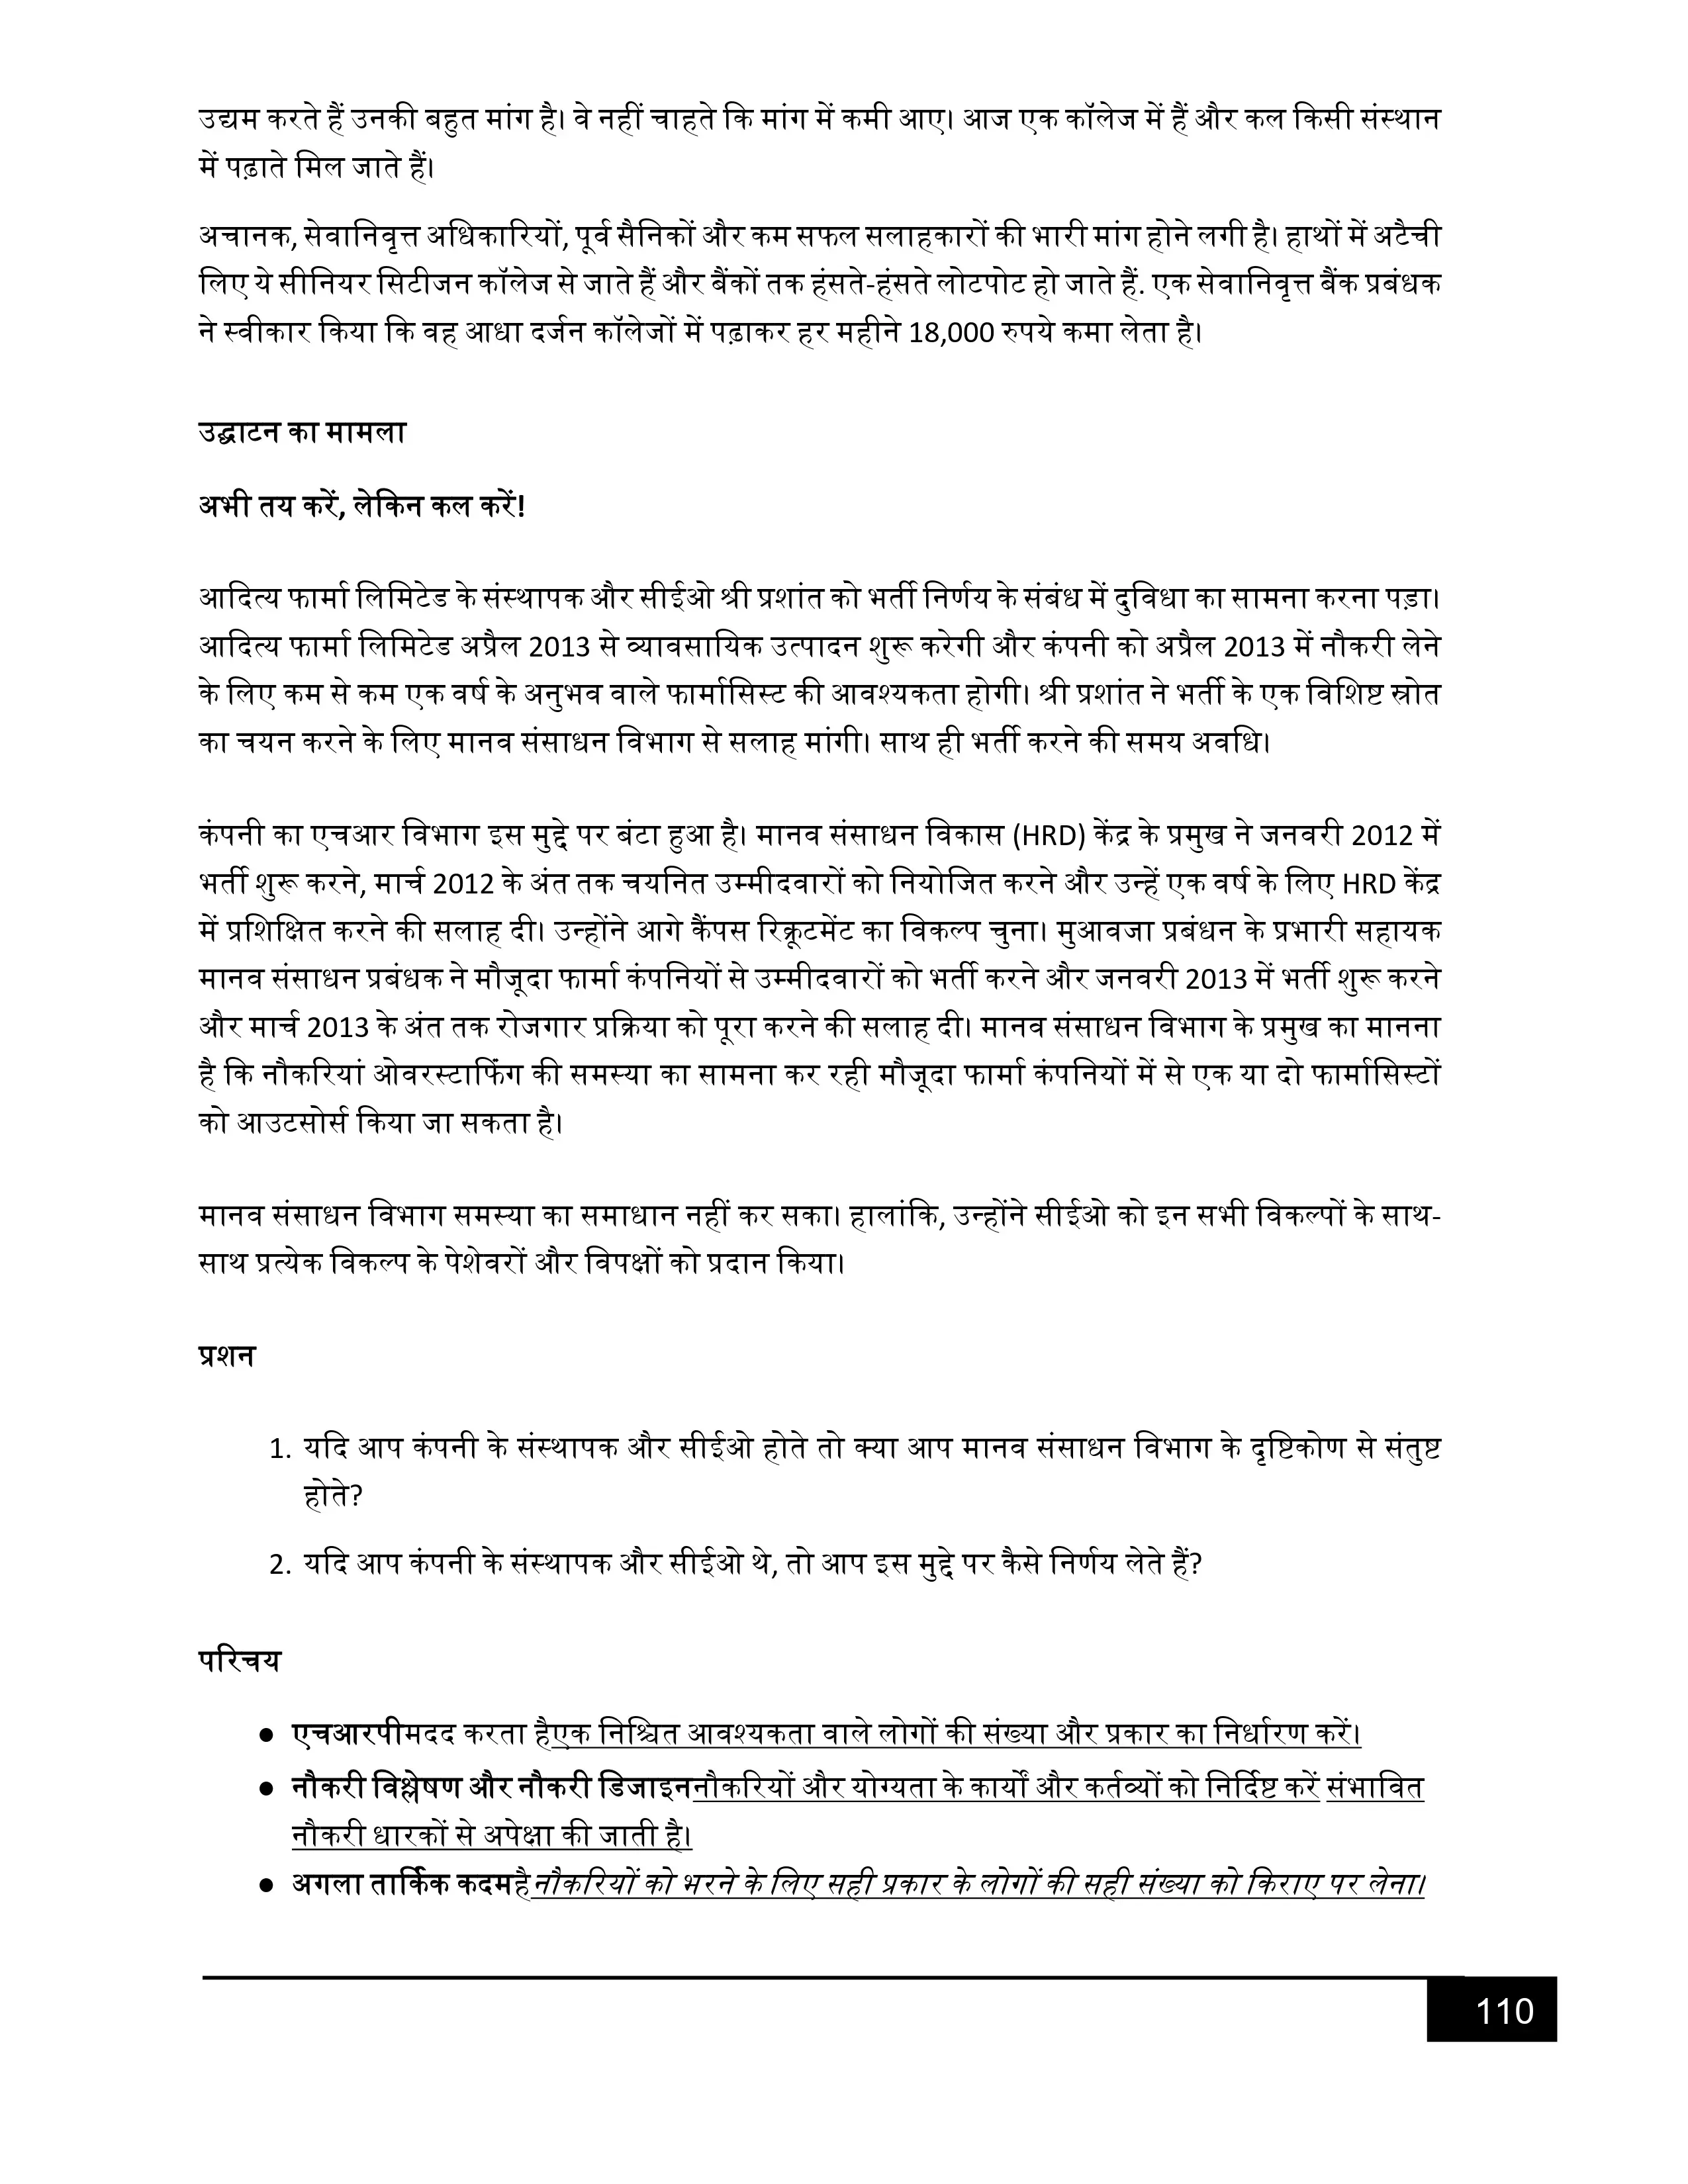 उद्यम करते हैं उनकी बहुत मांग है। वे नहीं चाहते कि मांग में कमी आए। आज एक कॉलेज में हैं और कल किसी संस्थान
में पढ़ाते मिल जाते हैं।
अचानक, सेवानिवृत्त अधिकारियों, पूर्व सैनिकों और कम सफल सलाहकारों की भारी मांग होने लगी है। हाथों में अटैची
लिए ये सीनियर सिटीजन कॉलेज से जाते हैं और बैंकों तक हंसते-हंसते लोटपोट हो जाते हैं. एक सेवानिवृत्त बैंक प्रबंधक
ने स्वीकार किया कि वह आधा दर्जन कॉलेजों में पढ़ाकर हर महीने 18,000 रुपये कमा लेता है।
उद्घाटन का मामला
अभी तय करें, लेकिन कल करें!
आदित्य फार्मा लिमिटेड के संस्थापक और सीईओ श्री प्रशांत को भर्ती निर्णय के संबंध में दुविधा का सामना करना पड़ा।
आदित्य फार्मा लिमिटेड अप्रैल 2013 से व्यावसायिक उत्पादन शुरू करेगी और कंपनी को अप्रैल 2013 में नौकरी लेने
के लिए कम से कम एक वर्ष के अनुभव वाले फार्मासिस्ट की आवश्यकता होगी। श्री प्रशांत ने भर्ती के एक विशिष्ट स्रोत
का चयन करने के लिए मानव संसाधन विभाग से सलाह मांगी। साथ ही भर्ती करने की समय अवधि।
कंपनी का एचआर विभाग इस मुद्दे पर बंटा हुआ है। मानव संसाधन विकास (HRD) केंद्र के प्रमुख ने जनवरी 2012 में
भर्ती शुरू करने, मार्च 2012 के अंत तक चयनित उम्मीदवारों को नियोजित करने और उन्हें एक वर्ष के लिए HRD केंद्र
में प्रशिक्षित करने की सलाह दी। उन्होंने आगे कैंपस रिक्रूटमेंट का विकल्प चुना। मुआवजा प्रबंधन के प्रभारी सहायक
मानव संसाधन प्रबंधक ने मौजूदा फार्मा कंपनियों से उम्मीदवारों को भर्ती करने और जनवरी 2013 में भर्ती शुरू करने
और मार्च 2013 के अंत तक रोजगार प्रक्रिया को पूरा करने की सलाह दी। मानव संसाधन विभाग के प्रमुख का मानना
है कि नौकरियां ओवरस्टाफिंग की समस्या का सामना कर रही मौजूदा फार्मा कंपनियों में से एक या दो फार्मासिस्टों
को आउटसोर्स किया जा सकता है।
मानव संसाधन विभाग समस्या का समाधान नहीं कर सका। हालांकि, उन्होंने सीईओ को इन सभी विकल्पों के साथ-
साथ प्रत्येक विकल्प के पेशेवरों और विपक्षों को प्रदान किया।
प्रशन
1. यदि आप कंपनी के संस्थापक और सीईओ होते तो क्या आप मानव संसाधन विभाग के दृष्टिकोण से संतुष्ट
होते?
2. यदि आप कंपनी के संस्थापक और सीईओ थे, तो आप इस मुद्दे पर कैसे निर्णय लेते हैं?
परिचय
● एचआरपीमदद करता हैएक निश्चित आवश्यकता वाले लोगों की संख्या और प्रकार का निर्धारण करें।
● नौकरी विश्लेषण और नौकरी डिजाइननौकरियों और योग्यता के कार्यों और कर्तव्यों को निर्दिष्ट करें संभावित
नौकरी धारकों से अपेक्षा की जाती है।
● अगला तार्किक कदमहैनौकरियों को भरने के लिए सही प्रकार के लोगों की सही संख्या को किराए पर लेना।
110